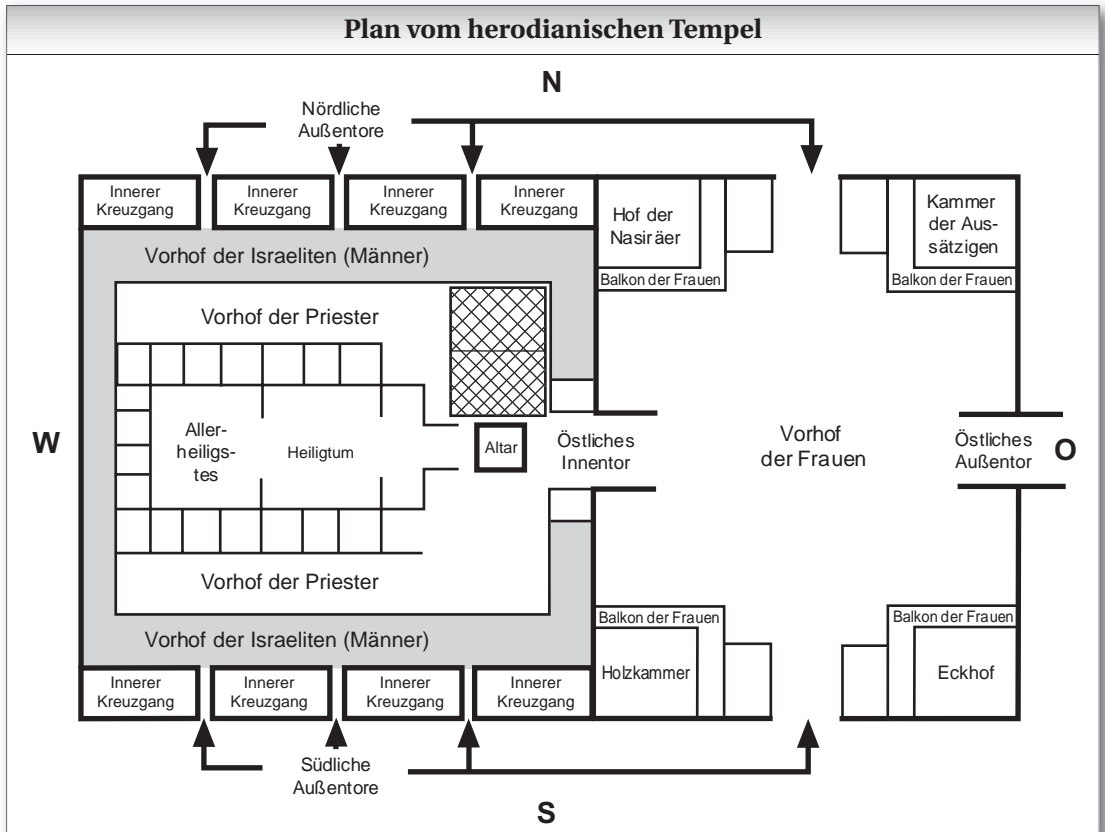 Plan vom herodianischen Tempel
N
Nördliche
Außentore
Innerer
Kreuzgang
Innerer
Kreuzgang
Innerer
Kreuzgang
Innerer
Kreuzgang
Hof der
Nasiräer
Balkon der Frauen
Kammer
der Aus-
sätzigen
Balkon der Frauen
Vorhof der Israeliten (Männer)
Vorhof der Priester
W
Aller-
heiligs-
tes
Heiligtum
Altar
Östliches
Innentor
Vorhof
der Frauen
Östliches
Außentor
O
Vorhof der Priester
Vorhof der Israeliten (Männer)
Balkon der Frauen
Holzkammer
Balkon der Frauen
Eckhof
Innerer
Kreuzgang
Innerer
Kreuzgang
Innerer
Kreuzgang
Innerer
Kreuzgang
Südliche
Außentore
S